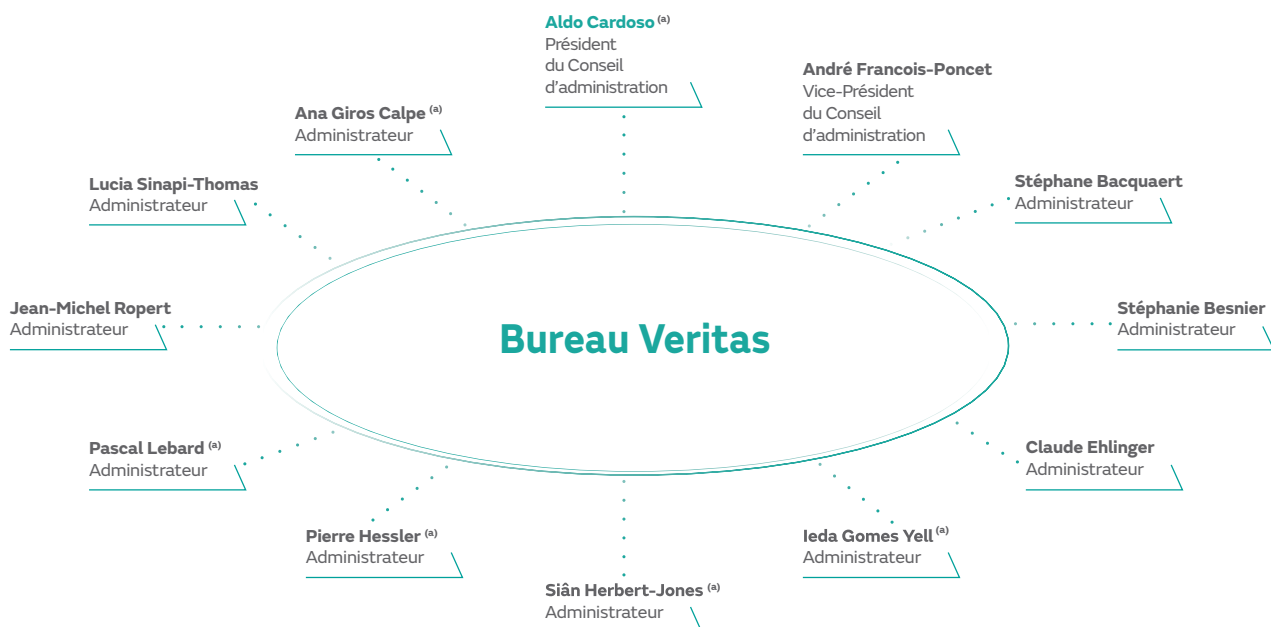 Aldo Cardoso (a)
Président
du Conseil
d'administration
André Francois-Poncet
Vice-Président
du Conseil
d'administration
Ana Giros Calpe (a)
Administrateur
Lucia Sinapi-Thomas
Administrateur
Stéphane Bacquaert
Administrateur
Jean-Michel Ropert
Administrateur
Stéphanie Besnier
Administrateur
Bureau Veritas
Pascal Lebard (a)
Administrateur
Claude Ehlinger
Administrateur
Pierre Hessler (a)
Administrateur
Ieda Gomes Yell (a)
Administrateur
Siân Herbert-Jones (a)
Administrateur